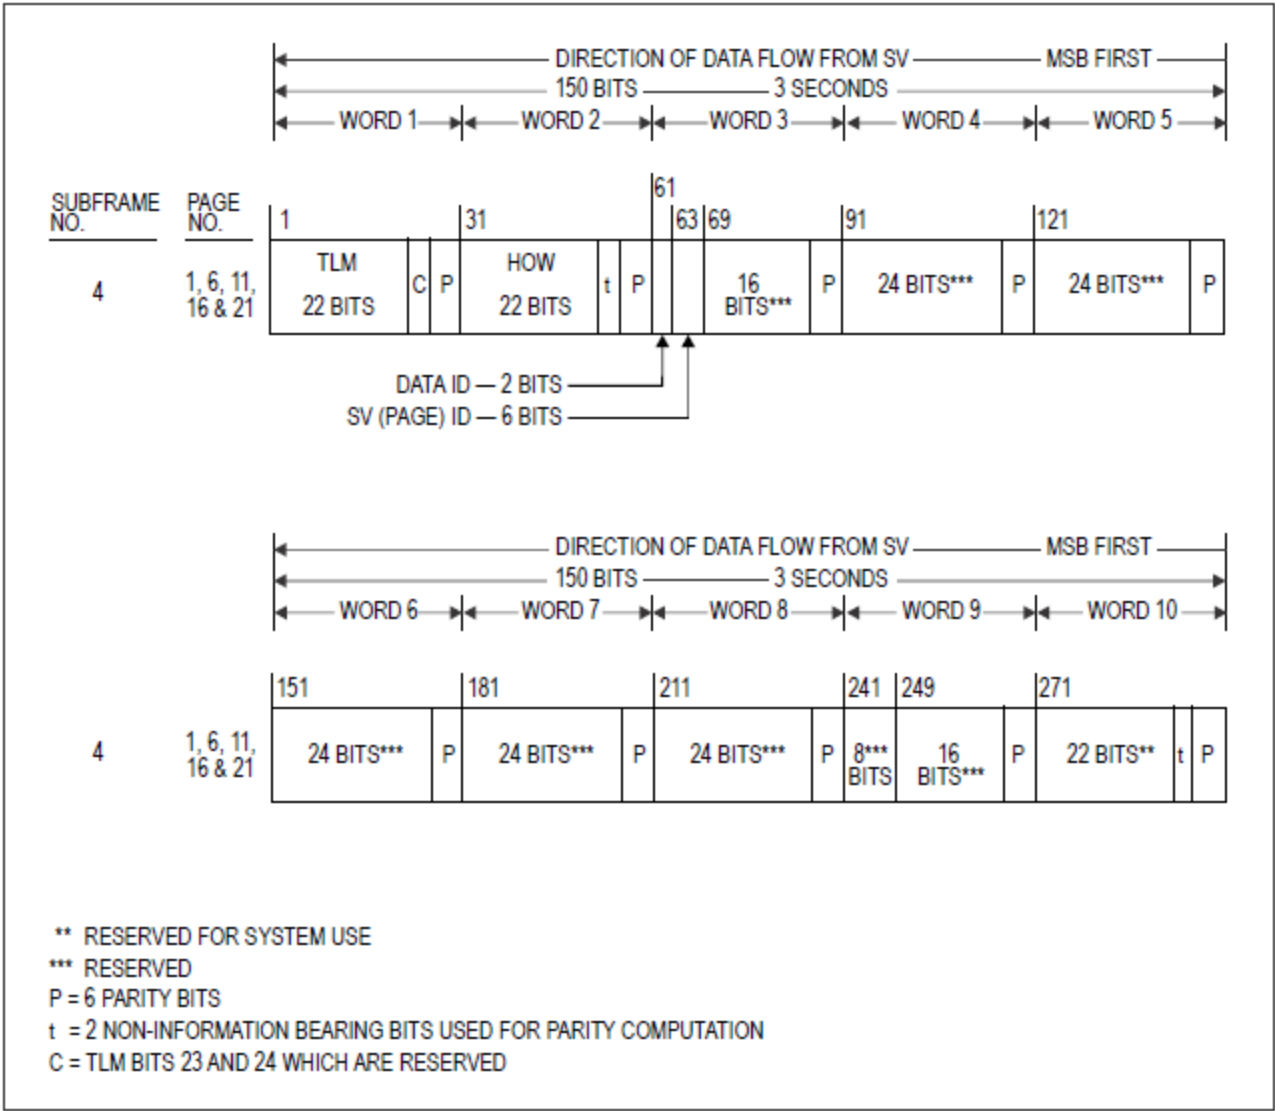 DIRECTION OF DATA FLOW FROM SV MSB FIRST
150 BITS 3 SECONDS
WORD 1 WORD 2 WORD 3 WORD 4 WORD 5
SUBFRAME NO. PAGE NO. 1 31 61 63 69 91 121
4 1, 6, 11, 16 & 21 TLM 22 BITS C P HOW 22 BITS t P 16 BITS*** P 24 BITS*** P 24 BITS*** P
DATA ID — 2 BITS
SV (PAGE) ID — 6 BITS
DIRECTION OF DATA FLOW FROM SV MSB FIRST
150 BITS 3 SECONDS
WORD 6 WORD 7 WORD 8 WORD 9 WORD 10
151 181 211 241 249 271
4 1, 6, 11, 16 & 21 24 BITS*** P 24 BITS*** P 24 BITS*** P 8*** BITS 16 BITS*** P 22 BITS** t P
** RESERVED FOR SYSTEM USE
*** RESERVED
P = 6 PARITY BITS
t = 2 NON-INFORMATION BEARING BITS USED FOR PARITY COMPUTATION
C = TLM BITS 23 AND 24 WHICH ARE RESERVED